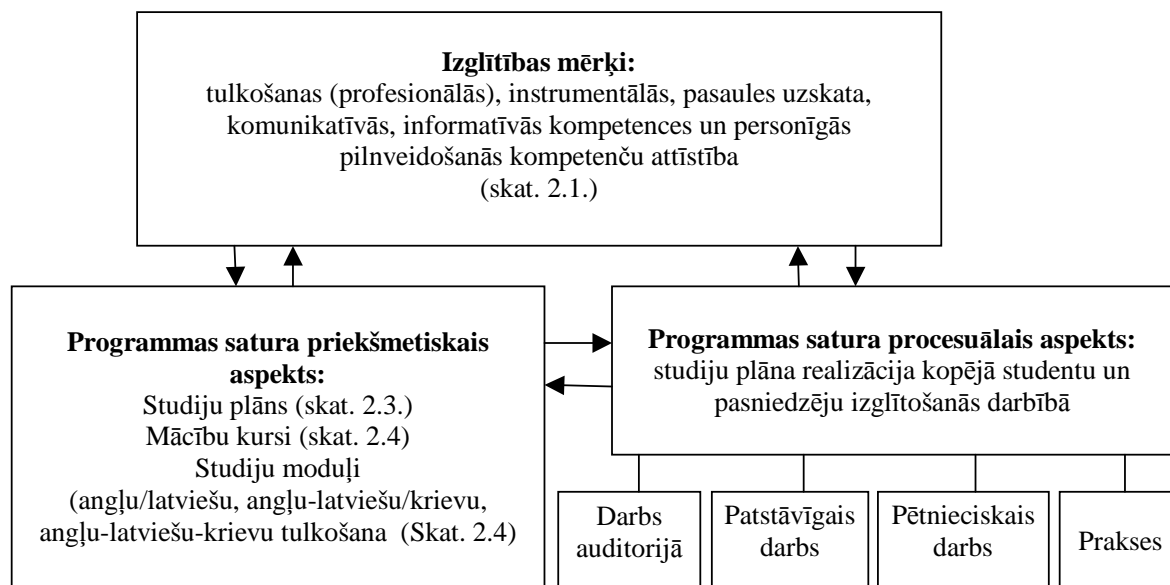 Izglītības mērķi:
tulkošanas (profesionālās), instrumentālās, pasaules uzskata,
komunikatīvās, informatīvās kompetences un personīgās
pilnveidošanās kompetenču attīstība
(skat. 2.1.)
Programmas satura priekšmetiskais
aspekts:
Studiju plāns (skat. 2.3.)
Mācību kursi (skat. 2.4)
Studiju moduļi
(angļu/latviešu, angļu-latviešu/krievu,
angļu-latviešu-krievu tulkošana (Skat. 2.4)
Programmas satura procesuālais aspekts:
studiju plāna realizācija kopējā studentu un
pasniedzēju izglītošanās darbībā
Darbs
auditorijā
Patstāvīgais
darbs
Pētnieciskais
darbs
Prakses